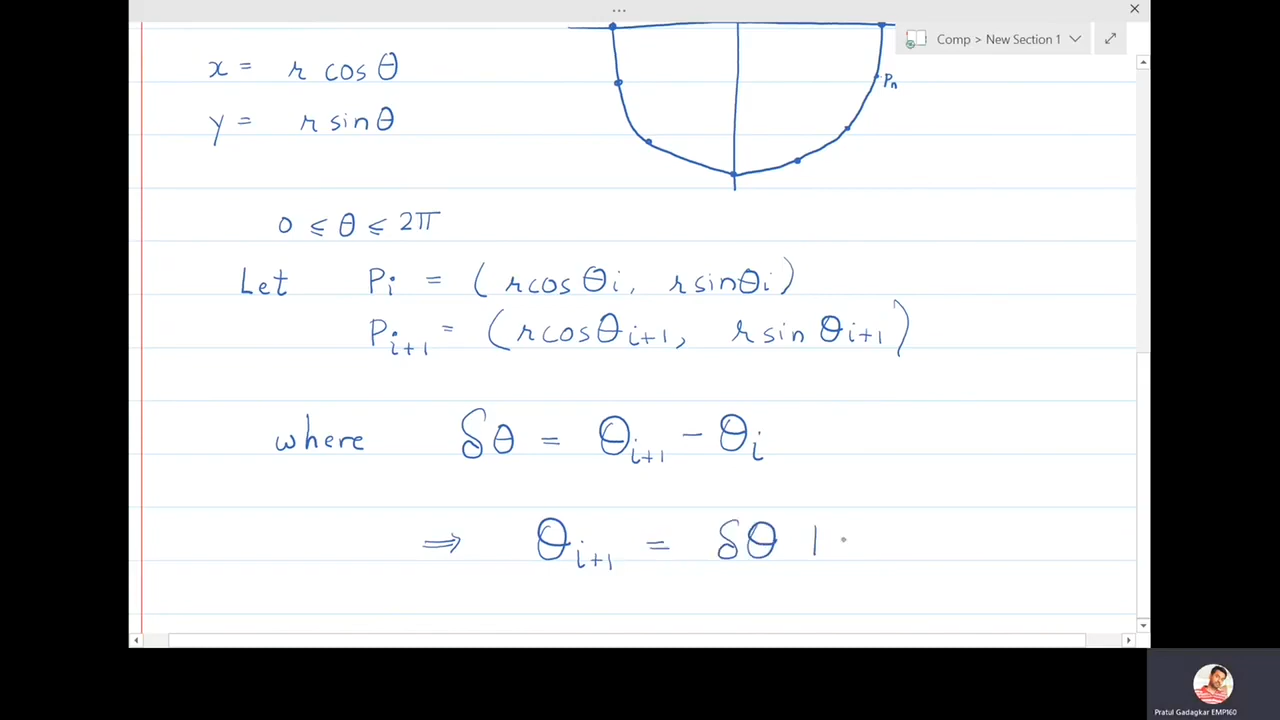 Comp > New Section 1
x = r cos θ
Pn
y = r sin θ
0 ⩽ θ ⩽ 2π
Let Pi = (r cos θi, r sin θi)
Pi+1 = (r cos θi+1, r sin θi+1)
where δθ = θi+1 − θi
⇒ θi+1 = δθ |
Pratul Gadagkar EMP160